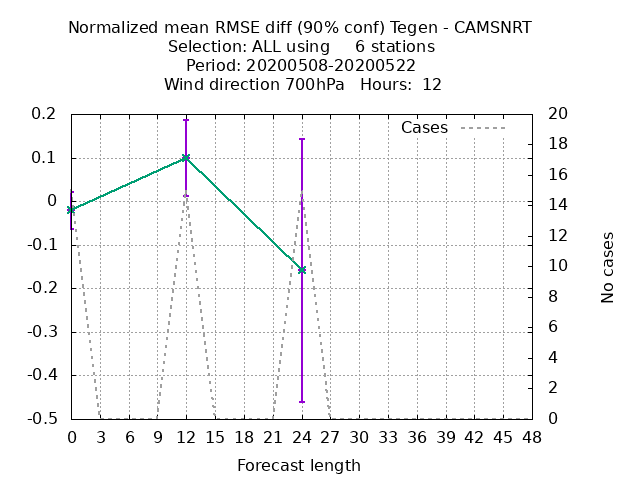 Normalized mean RMSE diff (90% conf) Tegen - CAMSNRT
Selection: ALL using     6 stations
Period: 20200508-20200522
Wind direction 700hPa   Hours:  12
Cases
0.2
0.1
0
-0.1
-0.2
-0.3
-0.4
-0.5
20
18
16
14
12
10
8
6
4
2
0
No cases
0 3 6 9 12 15 18 21 24 27 30 33 36 39 42 45 48
Forecast length